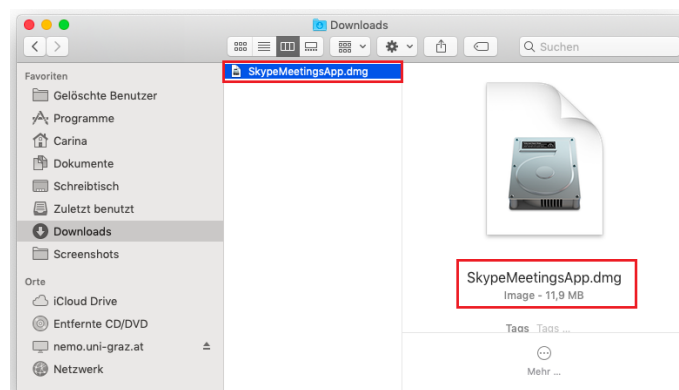 Downloads
Suchen
Favoriten
Gelöschte Benutzer
Programme
Carina
Dokumente
Schreibtisch
Zuletzt benutzt
Downloads
Screenshots
Orte
iCloud Drive
Entfernte CD/DVD
nemo.uni-graz.at
Netzwerk
SkypeMeetingsApp.dmg
SkypeMeetingsApp.dmg
Image - 11,9 MB
Tags Tags ...
Mehr ...